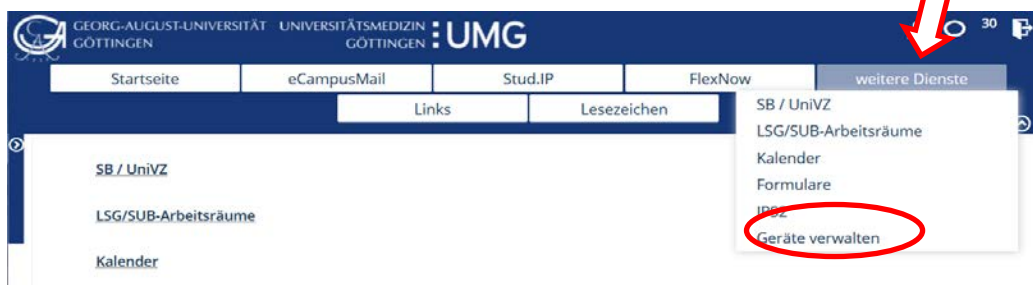 GEORG-AUGUST-UNIVERSITÄT
GÖTTINGEN
UNIVERSITÄTSMEDIZIN
GÖTTINGEN
UMG
30
Startseite
eCampusMail
Stud.IP
FlexNow
weitere Dienste
Links
Lesezeichen
SB / UniVZ
LSG/SUB-Arbeitsräume
Kalender
Formulare
Geräte verwalten
SB / UniVZ
LSG/SUB-Arbeitsräume
Kalender